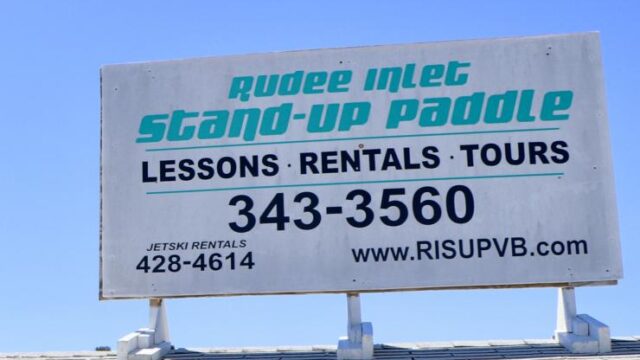 Rudee Inlet
Stand-up Paddle
LESSONS · RENTALS · TOURS
343-3560
JETSKI RENTALS
428-4614
www.RISUPVB.com